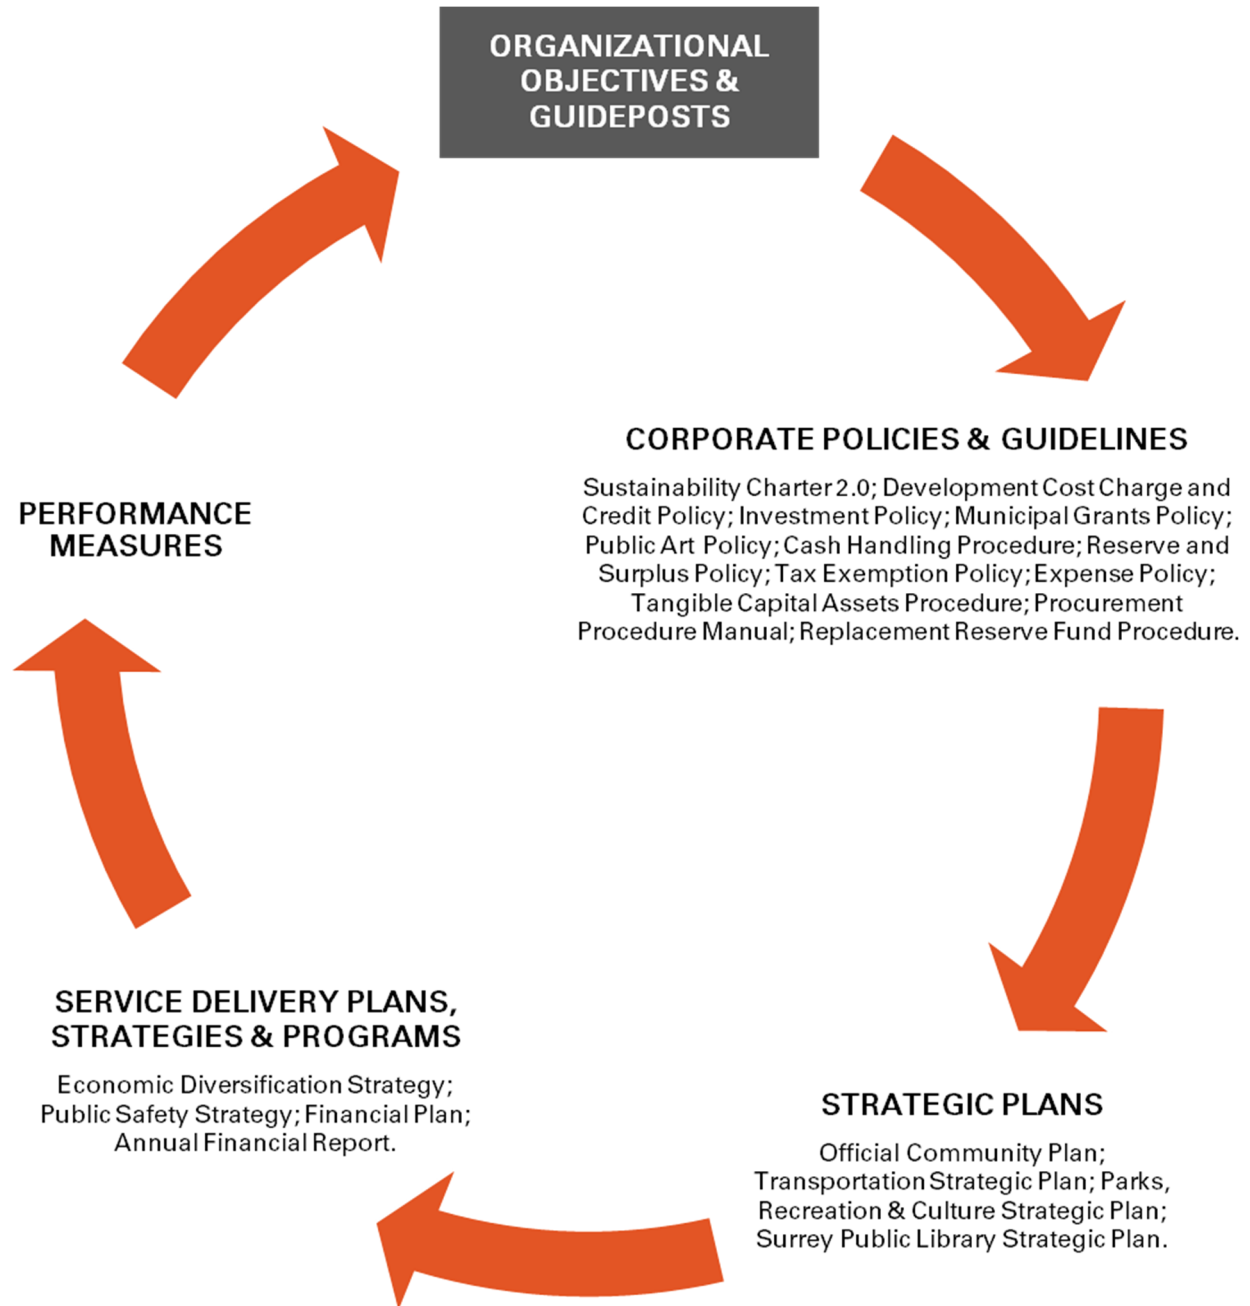 ORGANIZATIONAL
OBJECTIVES &
GUIDEPOSTS
CORPORATE POLICIES & GUIDELINES
Sustainability Charter 2.0; Development Cost Charge and
Credit Policy; Investment Policy; Municipal Grants Policy;
Public Art Policy; Cash Handling Procedure; Reserve and
Surplus Policy; Tax Exemption Policy; Expense Policy;
Tangible Capital Assets Procedure; Procurement
Procedure Manual; Replacement Reserve Fund Procedure.
STRATEGIC PLANS
Official Community Plan;
Transportation Strategic Plan; Parks,
Recreation & Culture Strategic Plan;
Surrey Public Library Strategic Plan.
SERVICE DELIVERY PLANS,
STRATEGIES & PROGRAMS
Economic Diversification Strategy;
Public Safety Strategy; Financial Plan;
Annual Financial Report.
PERFORMANCE
MEASURES